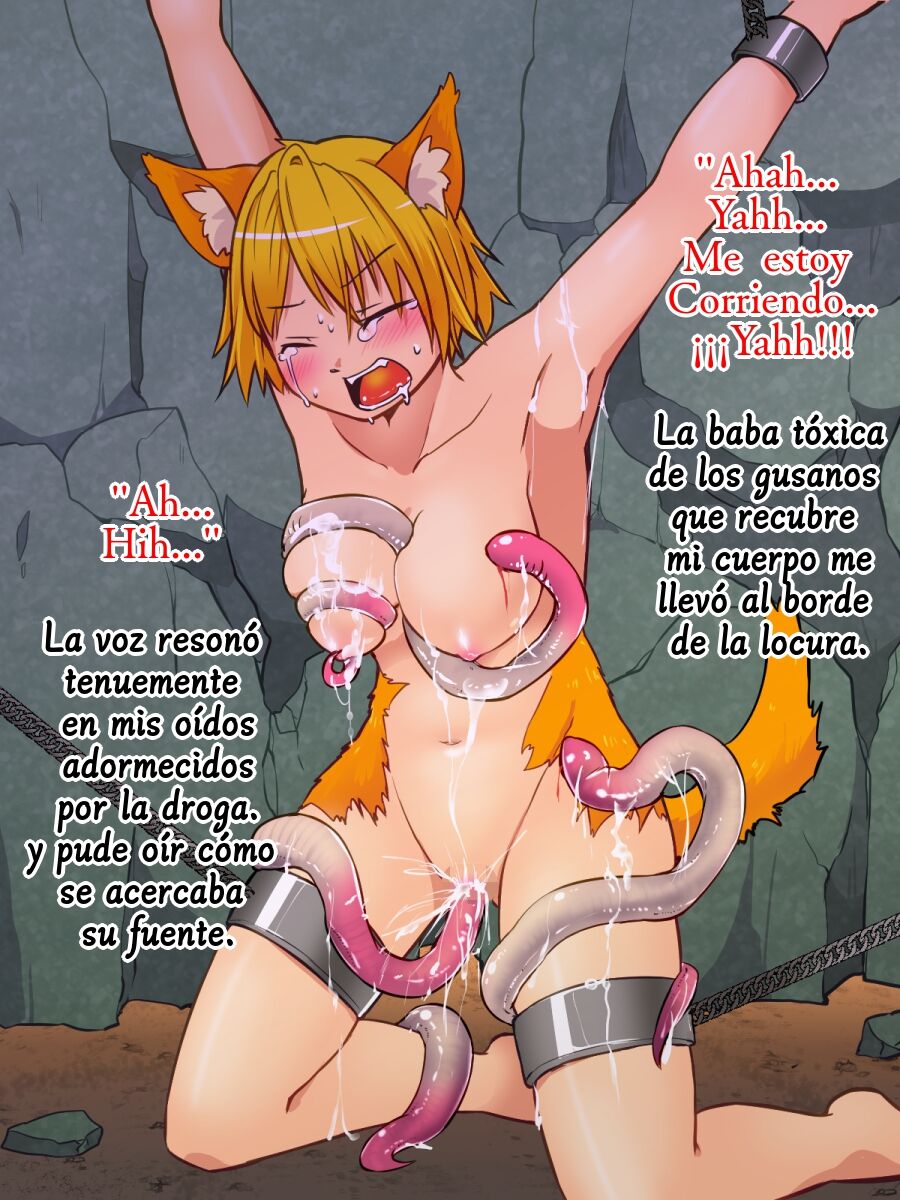 "Ahah...
Yahh...
Me estoy
Corriendo...
¡¡¡Yahh!!!
La baba tóxica
de los gusanos
que recubre
mi cuerpo me
llevó al borde
de la locura.
"Ah...
Hih..."
La voz resonó
tenuemente
en mis oídos
adormecidos
por la droga.
y pude oír cómo
se acercaba
su fuente.